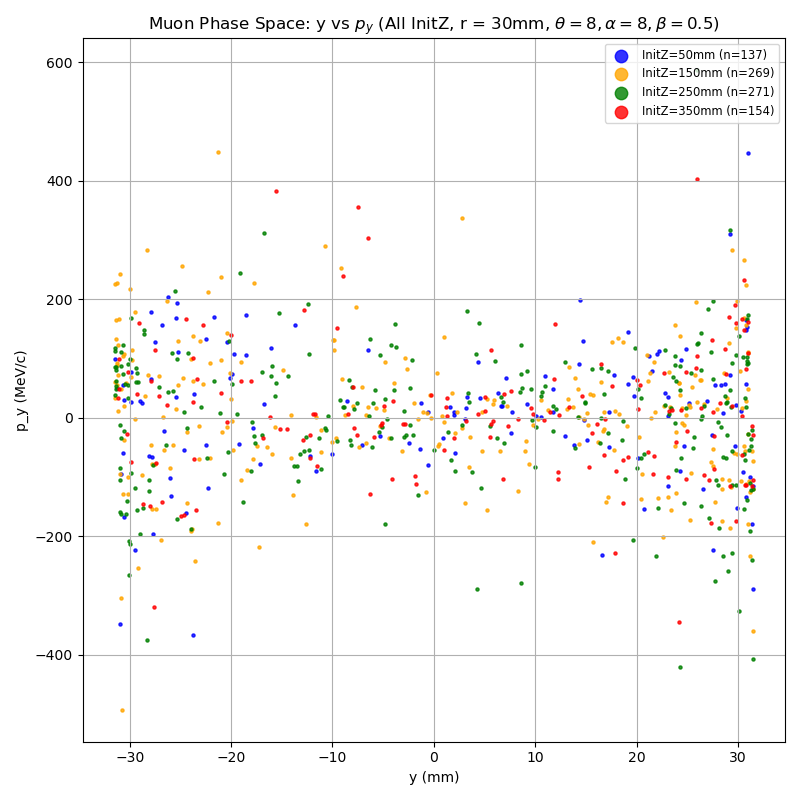 Muon Phase Space: y vs p_y (All InitZ, r = 30mm, θ = 8, α = 8, β = 0.5)
InitZ=50mm (n=137)
InitZ=150mm (n=269)
InitZ=250mm (n=271)
InitZ=350mm (n=154)
600
400
200
0
−200
−400
p_y (MeV/c)
−30
−20
−10
0
10
20
30
y (mm)